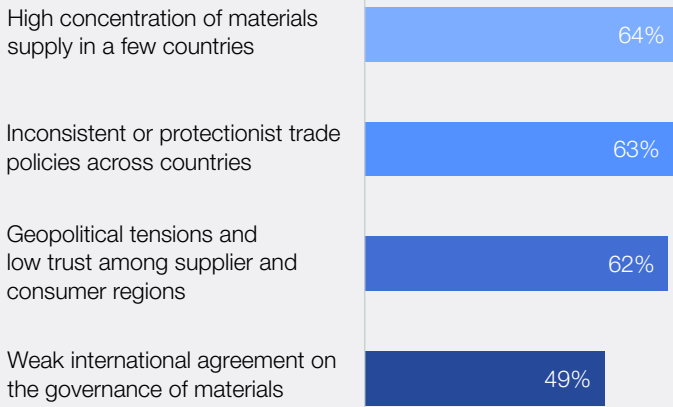 High concentration of materials
supply in a few countries
64%
Inconsistent or protectionist trade
policies across countries
63%
Geopolitical tensions and
low trust among supplier and
consumer regions
62%
Weak international agreement on
the governance of materials
49%